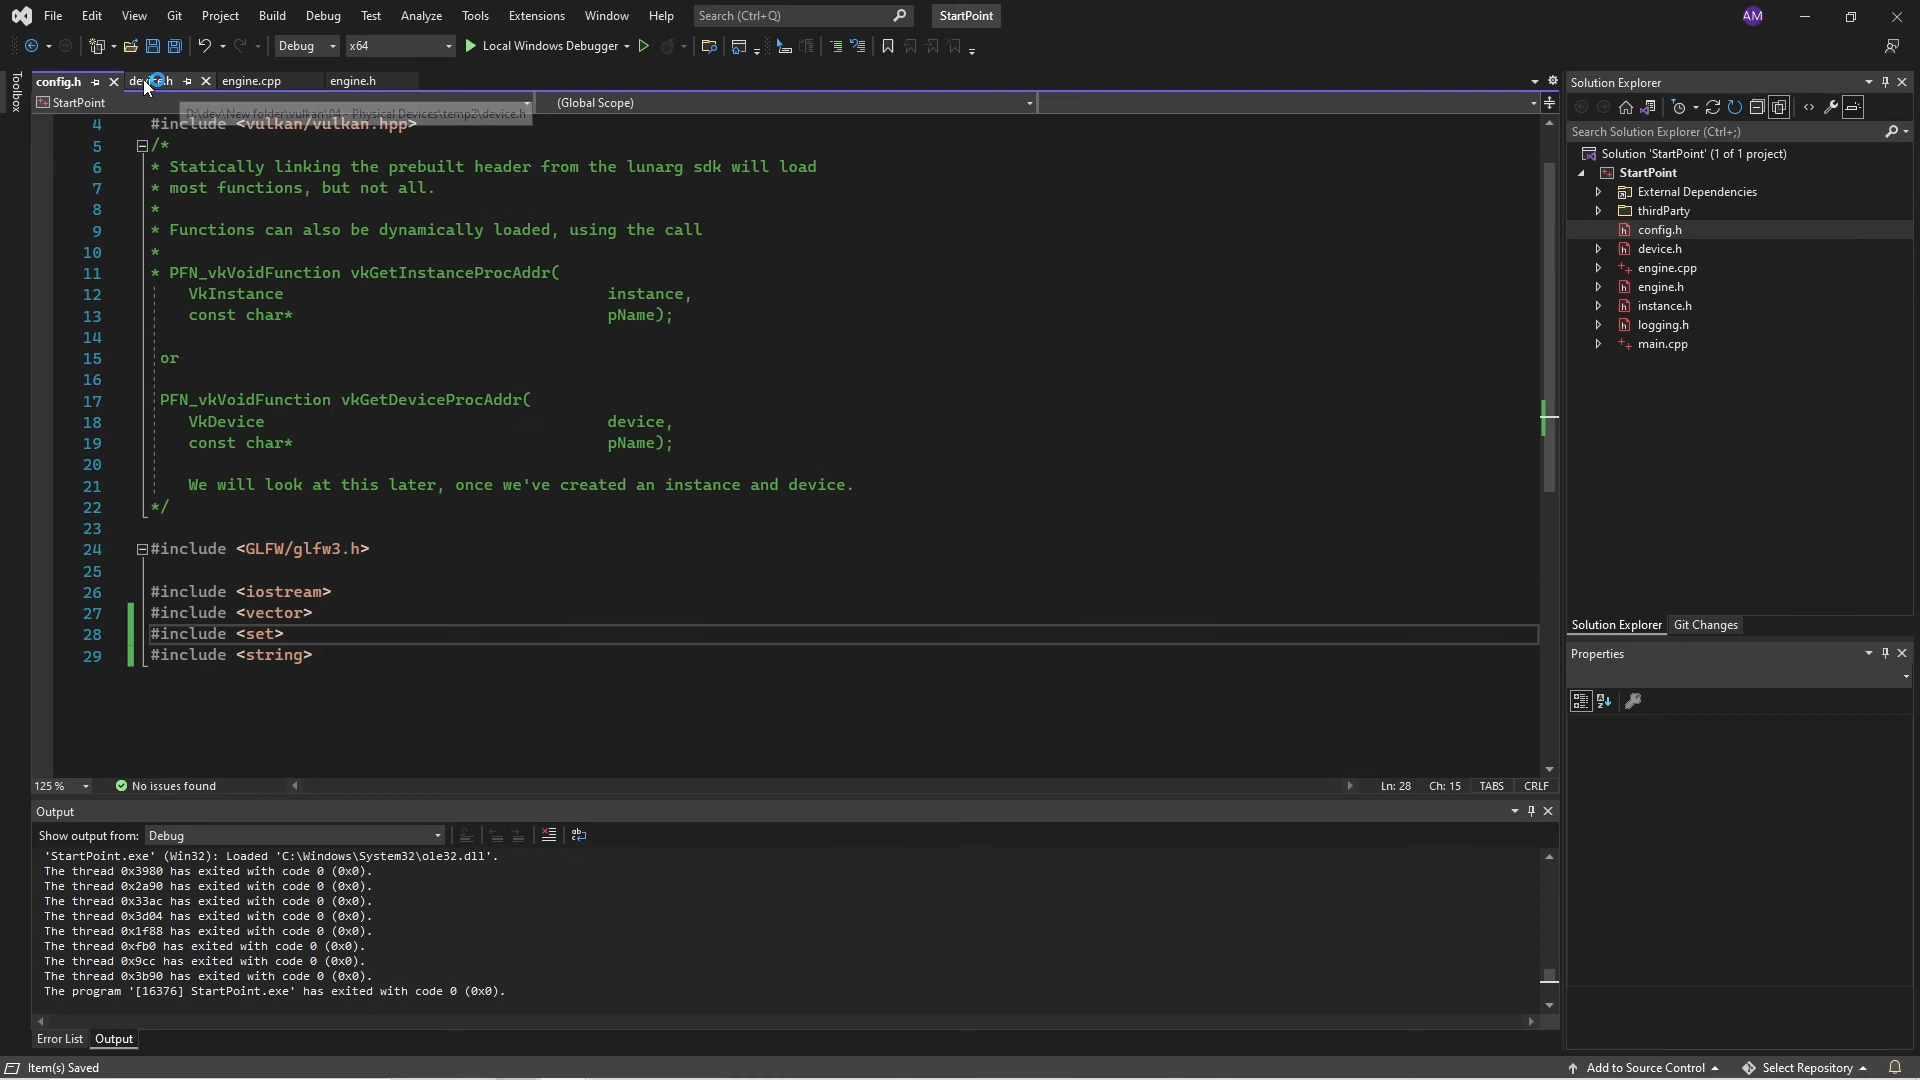 File Edit View Git Project Build Debug Test Analyze Tools Extensions Window Help Search (Ctrl+Q) StartPoint AM
Debug x64 Local Windows Debugger
Toolbox
config.h device.h engine.cpp engine.h
StartPoint (Global Scope)
D:\dev\New folder\vulkan\04 - Physical Devices\temp2\device.h
4 #include <vulkan/vulkan.hpp>
5 /*
6 * Statically linking the prebuilt header from the lunarg sdk will load
7 * most functions, but not all.
8 *
9 * Functions can also be dynamically loaded, using the call
10 *
11 * PFN_vkVoidFunction vkGetInstanceProcAddr(
12 VkInstance instance,
13 const char* pName);
14
15 or
16
17 PFN_vkVoidFunction vkGetDeviceProcAddr(
18 VkDevice device,
19 const char* pName);
20
21 We will look at this later, once we've created an instance and device.
22 */
23
24 #include <GLFW/glfw3.h>
25
26 #include <iostream>
27 #include <vector>
28 #include <set>
29 #include <string>
125 % No issues found Ln: 28 Ch: 15 TABS CRLF
Output
Show output from: Debug
'StartPoint.exe' (Win32): Loaded 'C:\Windows\System32\ole32.dll'.
The thread 0x3980 has exited with code 0 (0x0).
The thread 0x2a90 has exited with code 0 (0x0).
The thread 0x33ac has exited with code 0 (0x0).
The thread 0x3d04 has exited with code 0 (0x0).
The thread 0x1f88 has exited with code 0 (0x0).
The thread 0xfb0 has exited with code 0 (0x0).
The thread 0x9cc has exited with code 0 (0x0).
The thread 0x3b90 has exited with code 0 (0x0).
The program '[16376] StartPoint.exe' has exited with code 0 (0x0).
Error List Output
Solution Explorer
Search Solution Explorer (Ctrl+;)
Solution 'StartPoint' (1 of 1 project)
StartPoint
External Dependencies
thirdParty
config.h
device.h
engine.cpp
engine.h
instance.h
logging.h
main.cpp
Solution Explorer Git Changes
Properties
Item(s) Saved Add to Source Control Select Repository